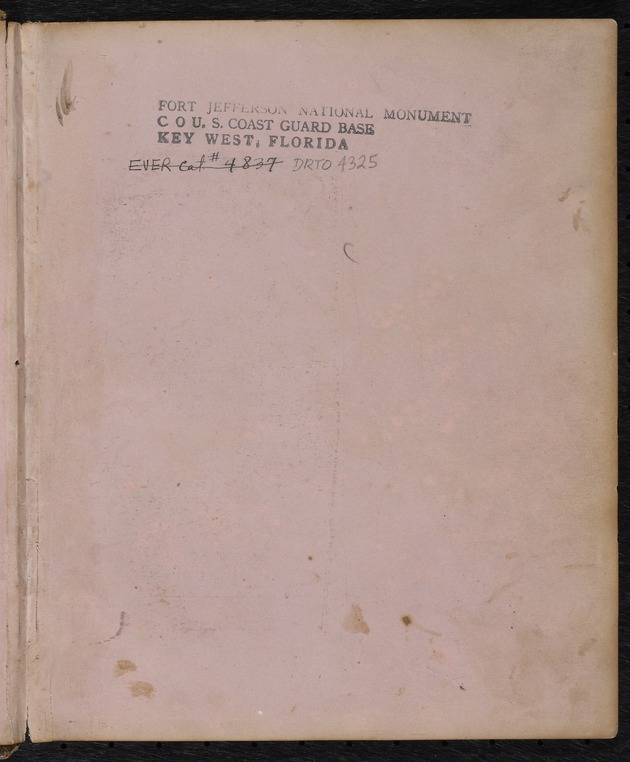 FORT JEFFERSON NATIONAL MONUMENT
C O U. S. COAST GUARD BASE
KEY WEST, FLORIDA
EVER Cat. # 4837 DRTO 4325